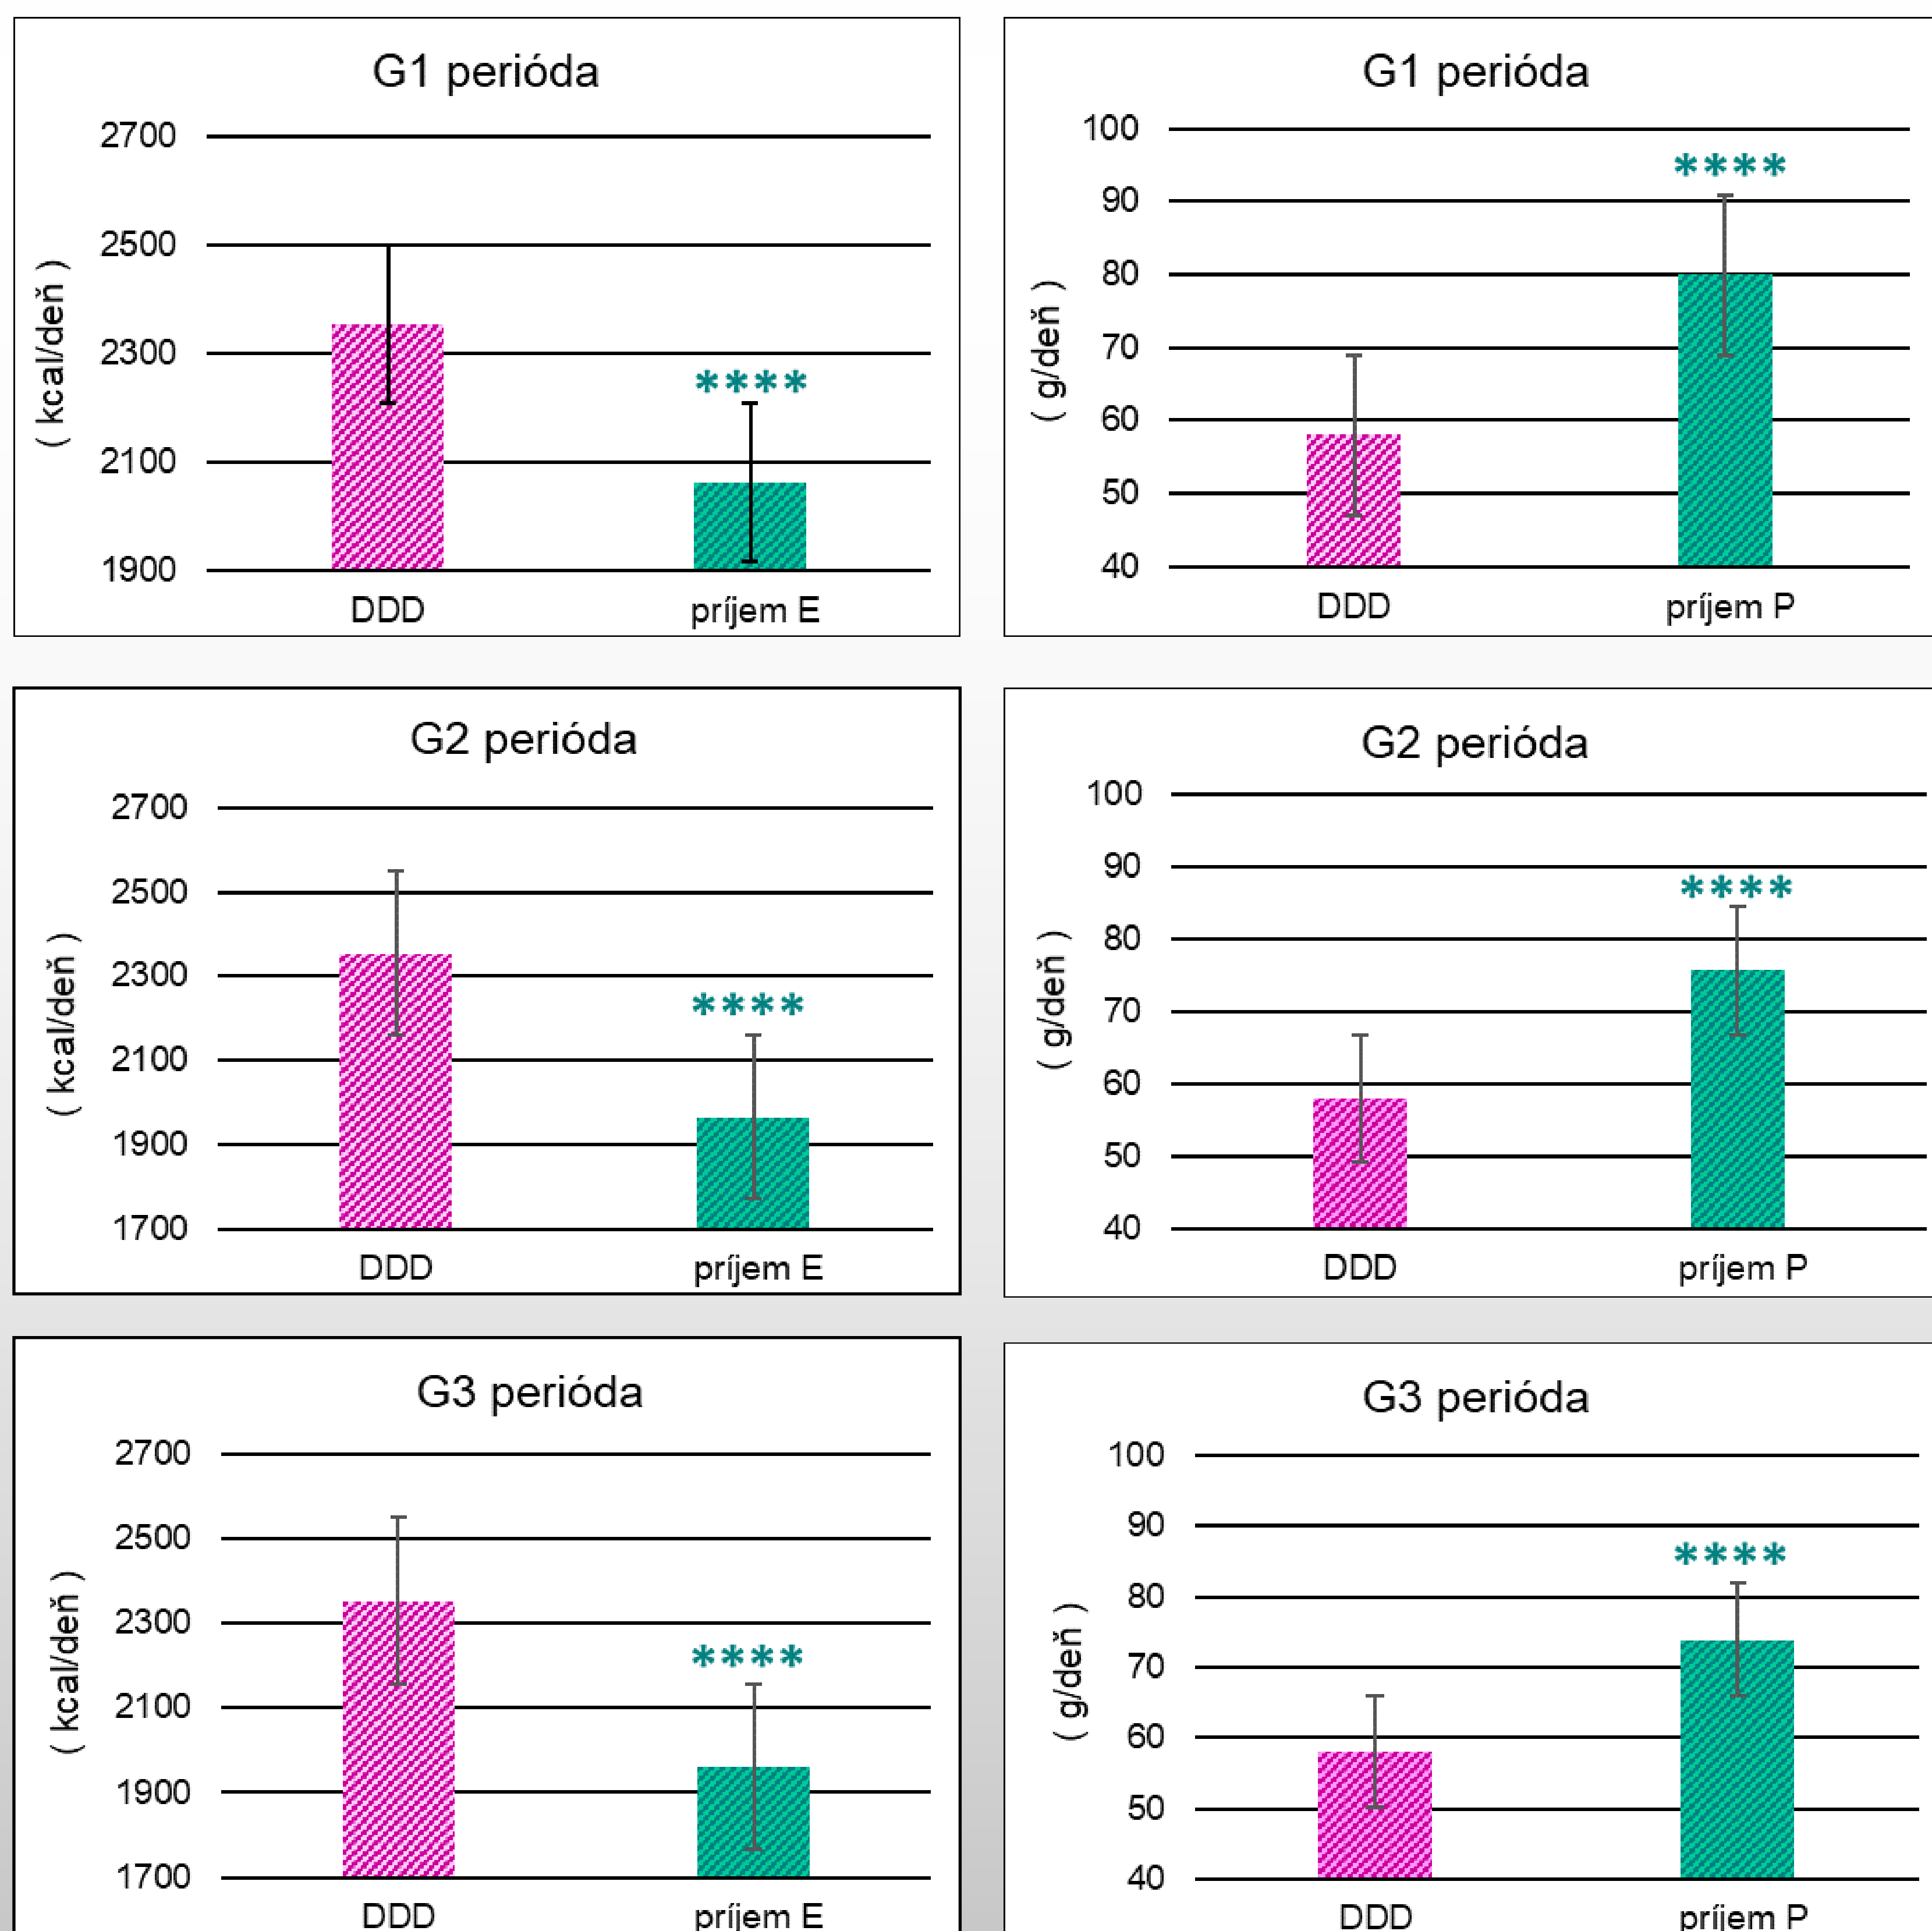 G1 perióda
2700
2500
2300
2100
1900
( kcal/deň )
****
DDD
príjem E
G1 perióda
100
90
80
70
60
50
40
( g/deň )
****
DDD
príjem P
G2 perióda
2700
2500
2300
2100
1900
1700
( kcal/deň )
****
DDD
príjem E
G2 perióda
100
90
80
70
60
50
40
( g/deň )
****
DDD
príjem P
G3 perióda
2700
2500
2300
2100
1900
1700
( kcal/deň )
****
DDD
príjem E
G3 perióda
100
90
80
70
60
50
40
( g/deň )
****
DDD
príjem P